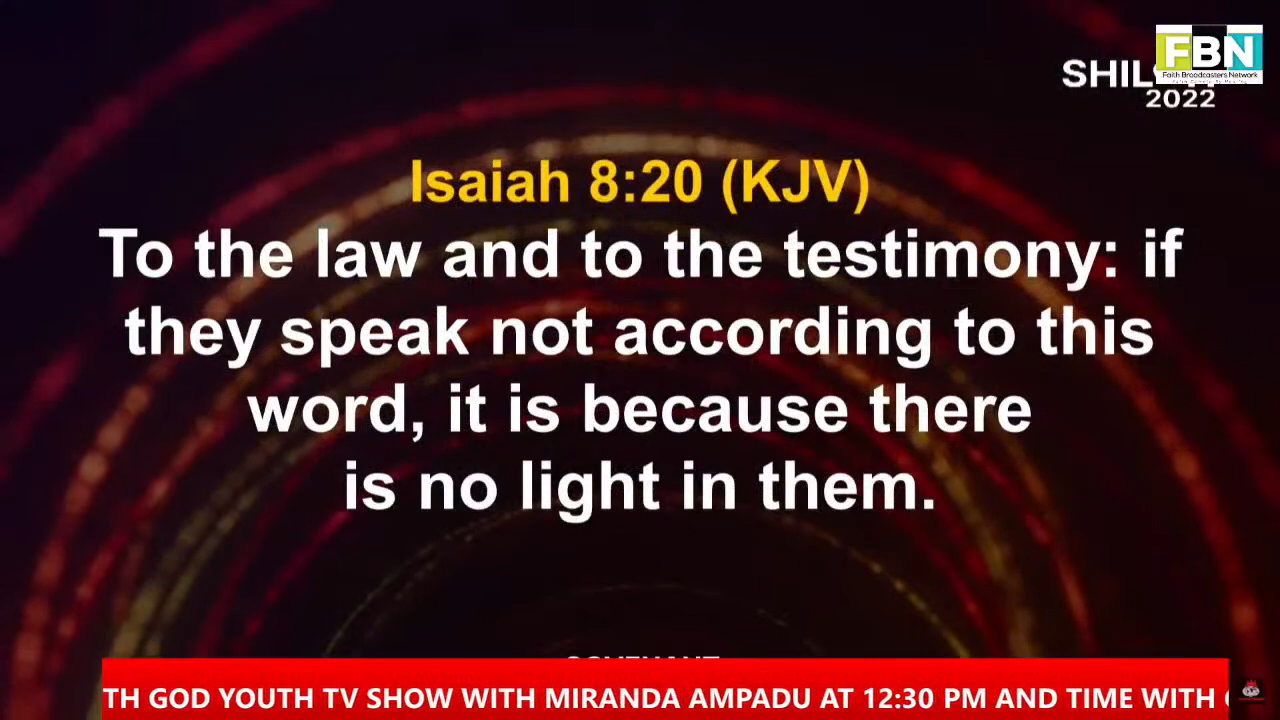 FBN
Faith Broadcasters Network
2022
Isaiah 8:20 (KJV)
To the law and to the testimony: if
they speak not according to this
word, it is because there
is no light in them.
TH GOD YOUTH TV SHOW WITH MIRANDA AMPADU AT 12:30 PM AND TIME WITH